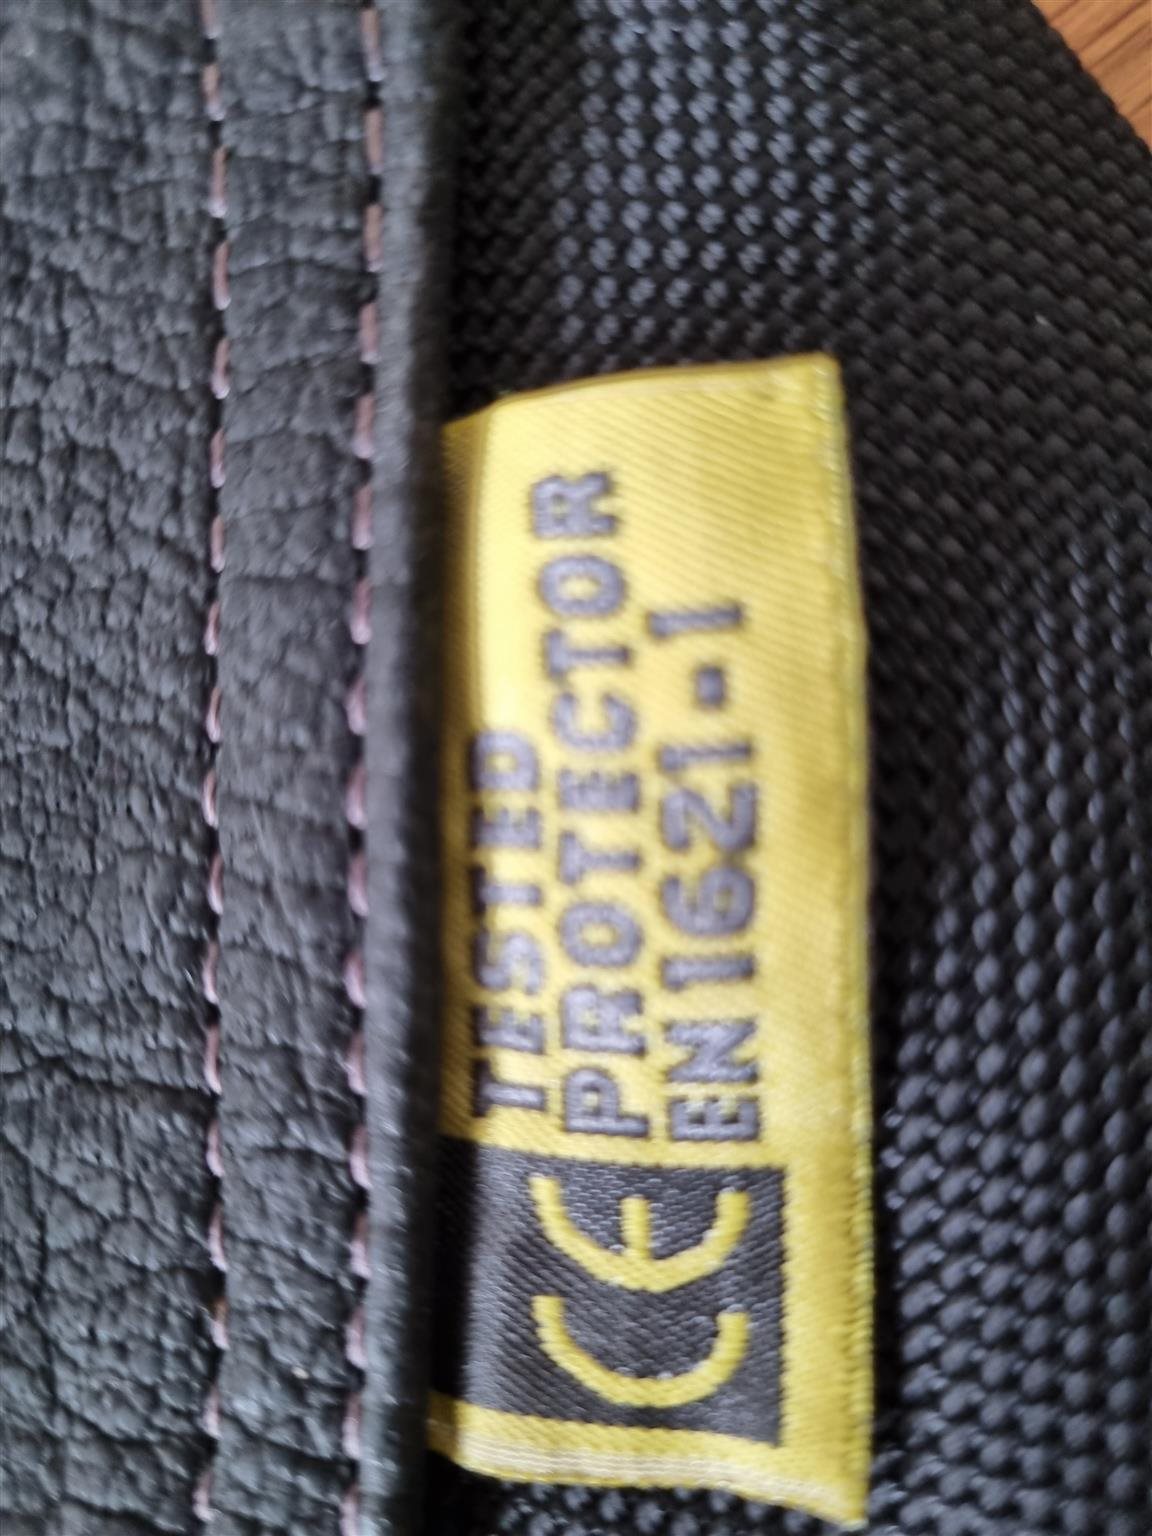 CE
TESTED
PROTECTOR
EN 1621-1